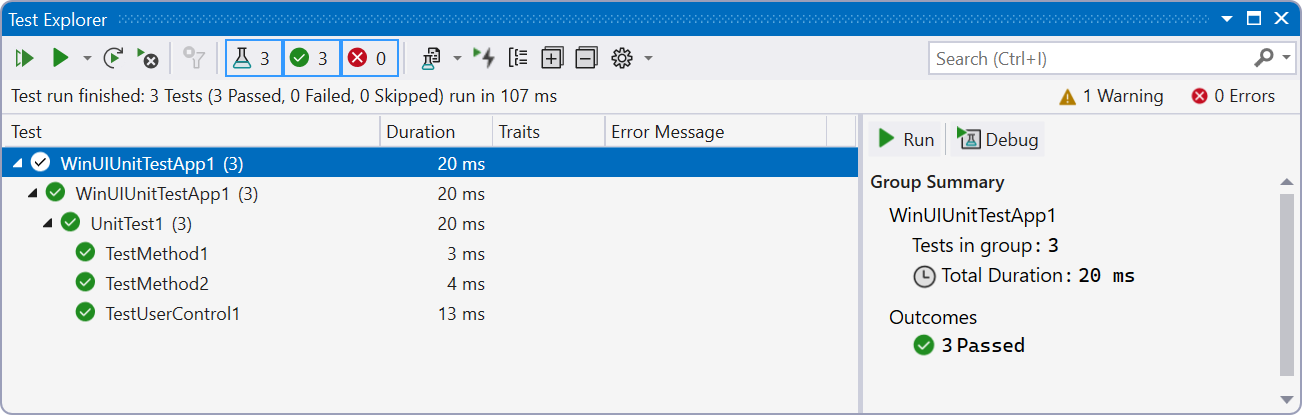 Test Explorer
3 3 0
Search (Ctrl+I)
Test run finished: 3 Tests (3 Passed, 0 Failed, 0 Skipped) run in 107 ms
1 Warning 0 Errors
Test Duration Traits Error Message
WinUIUnitTestApp1 (3) 20 ms
WinUIUnitTestApp1 (3) 20 ms
UnitTest1 (3) 20 ms
TestMethod1 3 ms
TestMethod2 4 ms
TestUserControl1 13 ms
Run Debug
Group Summary
WinUIUnitTestApp1
Tests in group: 3
Total Duration: 20 ms
Outcomes
3 Passed